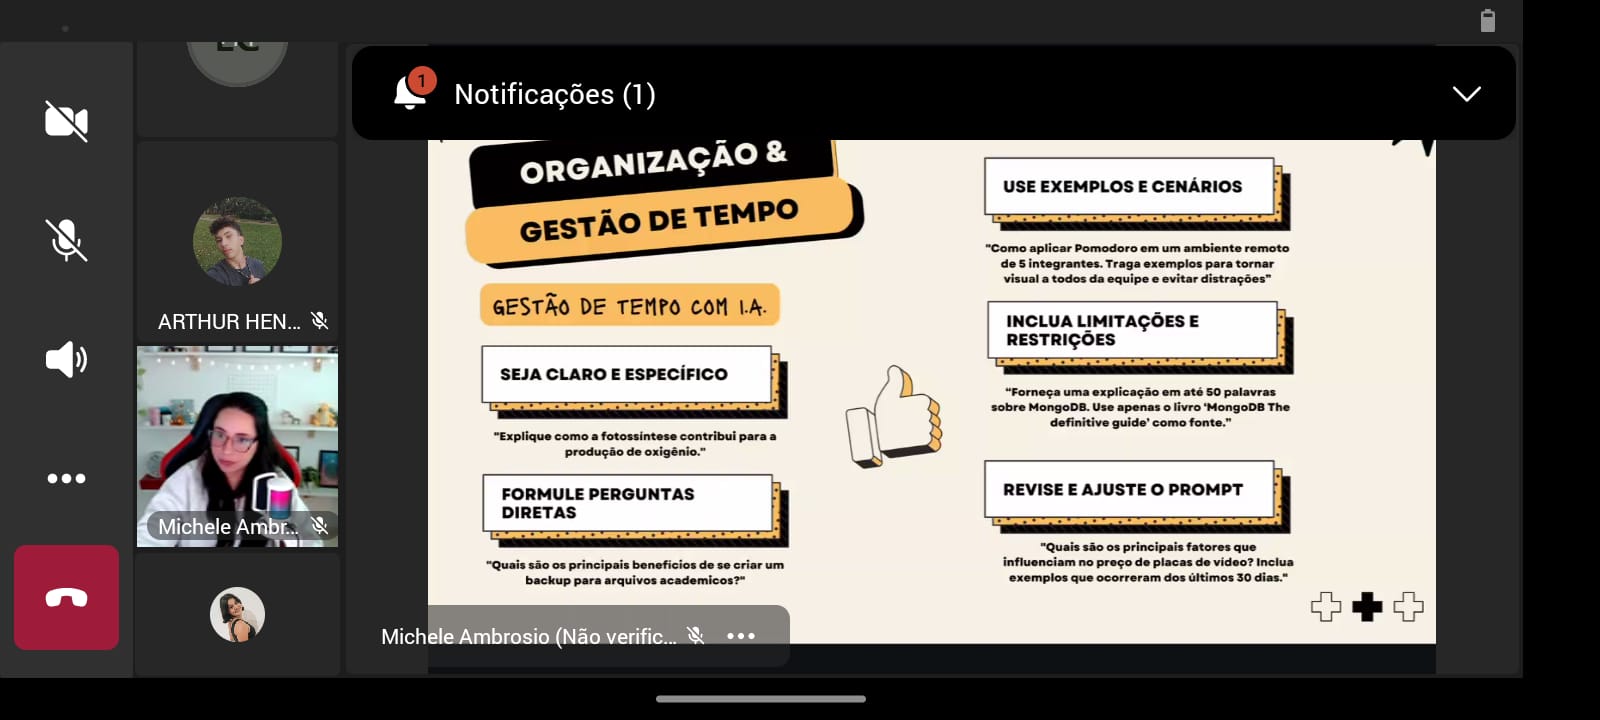 Notificações (1)
1
ARTHUR HEN...
Michele Ambr...
ORGANIZAÇÃO &
GESTÃO DE TEMPO
GESTÃO DE TEMPO COM I.A.
SEJA CLARO E ESPECÍFICO
"Explique como a fotossíntese contribui para a
produção de oxigênio."
FORMULE PERGUNTAS
DIRETAS
"Quais são os principais benefícios de se criar um
backup para arquivos academicos?"
USE EXEMPLOS E CENÁRIOS
"Como aplicar Pomodoro em um ambiente remoto
de 5 integrantes. Traga exemplos para tornar
visual a todos da equipe e evitar distrações"
INCLUA LIMITAÇÕES E
RESTRIÇÕES
"Forneça uma explicação em até 50 palavras
sobre MongoDB. Use apenas o livro 'MongoDB The
definitive guide' como fonte."
REVISE E AJUSTE O PROMPT
"Quais são os principais fatores que
influenciam no preço de placas de vídeo? Inclua
exemplos que ocorreram dos últimos 30 dias."
Michele Ambrosio (Não verific...